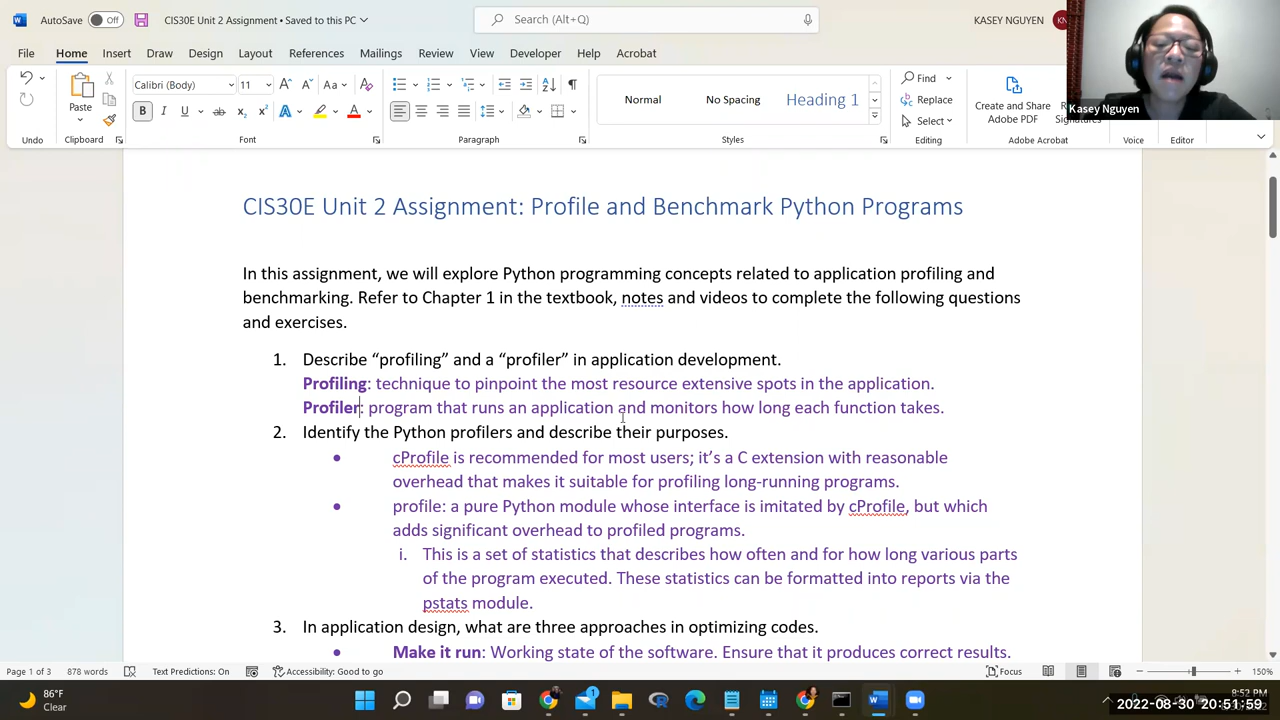 AutoSave Off CIS30E Unit 2 Assignment • Saved to this PC Search (Alt+Q) KASEY NGUYEN
File Home Insert Draw Design Layout References Mailings Review View Developer Help Acrobat
Calibri (Body) 11 Find
Paste Normal No Spacing Heading 1 Replace Create and Share Adobe PDF
Select
Kasey Nguyen
Undo Clipboard Font Paragraph Styles Editing Adobe Acrobat Voice Editor
CIS30E Unit 2 Assignment: Profile and Benchmark Python Programs
In this assignment, we will explore Python programming concepts related to application profiling and
benchmarking. Refer to Chapter 1 in the textbook, notes and videos to complete the following questions
and exercises.
1. Describe “profiling” and a “profiler” in application development.
Profiling: technique to pinpoint the most resource extensive spots in the application.
Profiler: program that runs an application and monitors how long each function takes.
2. Identify the Python profilers and describe their purposes.
• cProfile is recommended for most users; it’s a C extension with reasonable
overhead that makes it suitable for profiling long-running programs.
• profile: a pure Python module whose interface is imitated by cProfile, but which
adds significant overhead to profiled programs.
i. This is a set of statistics that describes how often and for how long various parts
of the program executed. These statistics can be formatted into reports via the
pstats module.
3. In application design, what are three approaches in optimizing codes.
• Make it run: Working state of the software. Ensure that it produces correct results.
Page 1 of 3 878 words Text Predictions: On Accessibility: Good to go Focus 150%
86°F
Clear
8:52 PM
2022-08-30 20:51:59